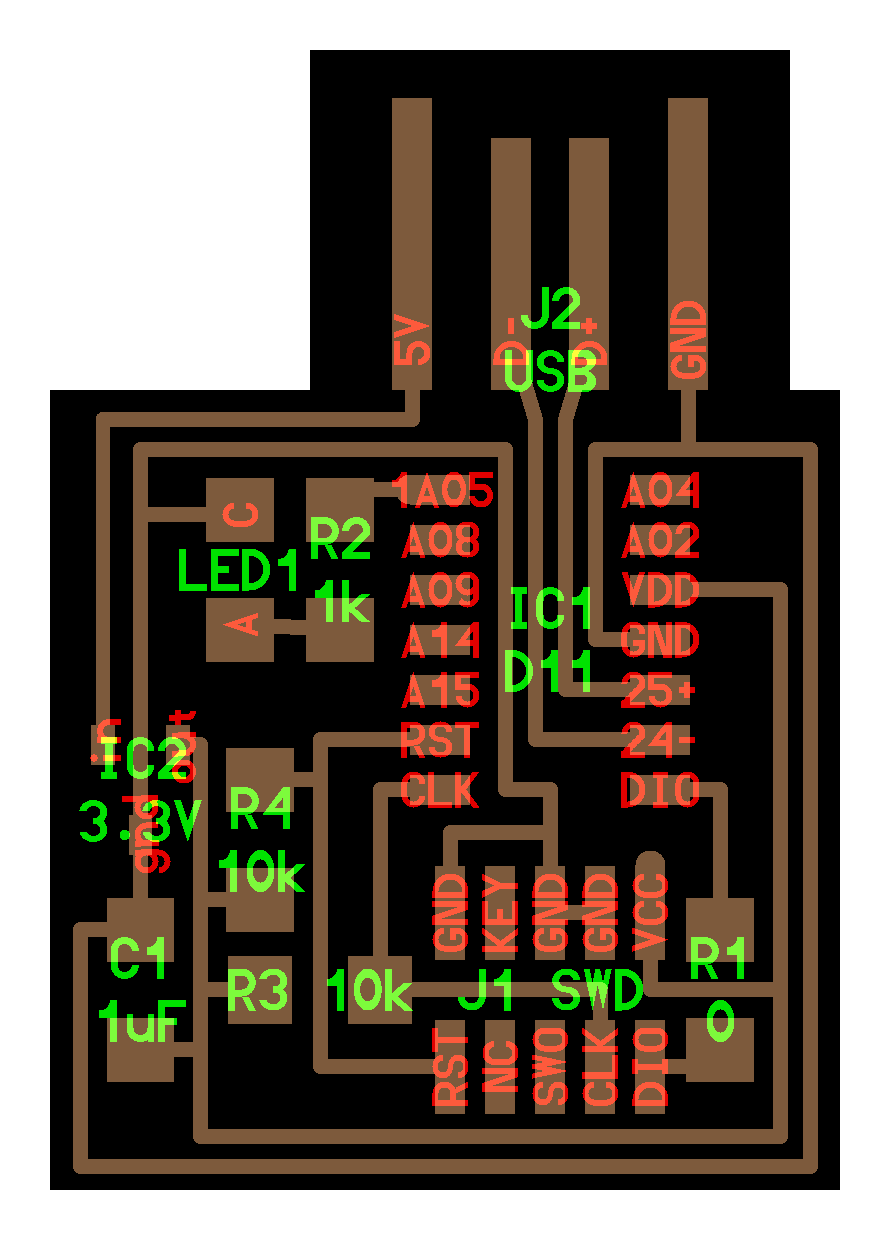 J2
USB
5V
D-
D+
GND
C
LED1
A
R2
1k
1A05
A08
A09
A14
A15
RST
CLK
IC1
D11
A04
A02
VDD
GND
25+
24-
DIO
in
out
gnd
IC2
3.3V
R4
10k
C1
1uF
R3 10k
GND
KEY
GND
GND
VCC
J1 SWD
RST
NC
SWO
CLK
DIO
R1
0